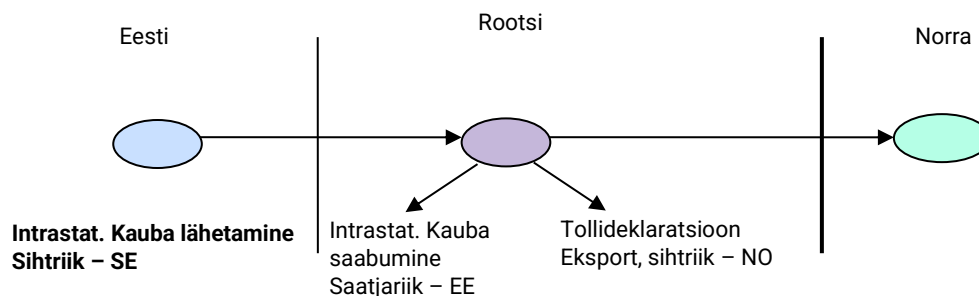 Eesti
Rootsi
Norra
Intrastat. Kauba lähetamine
Sihtriik – SE
Intrastat. Kauba
saabumine
Saatjariik – EE
Tollideklaratsioon
Eksport, sihtriik – NO